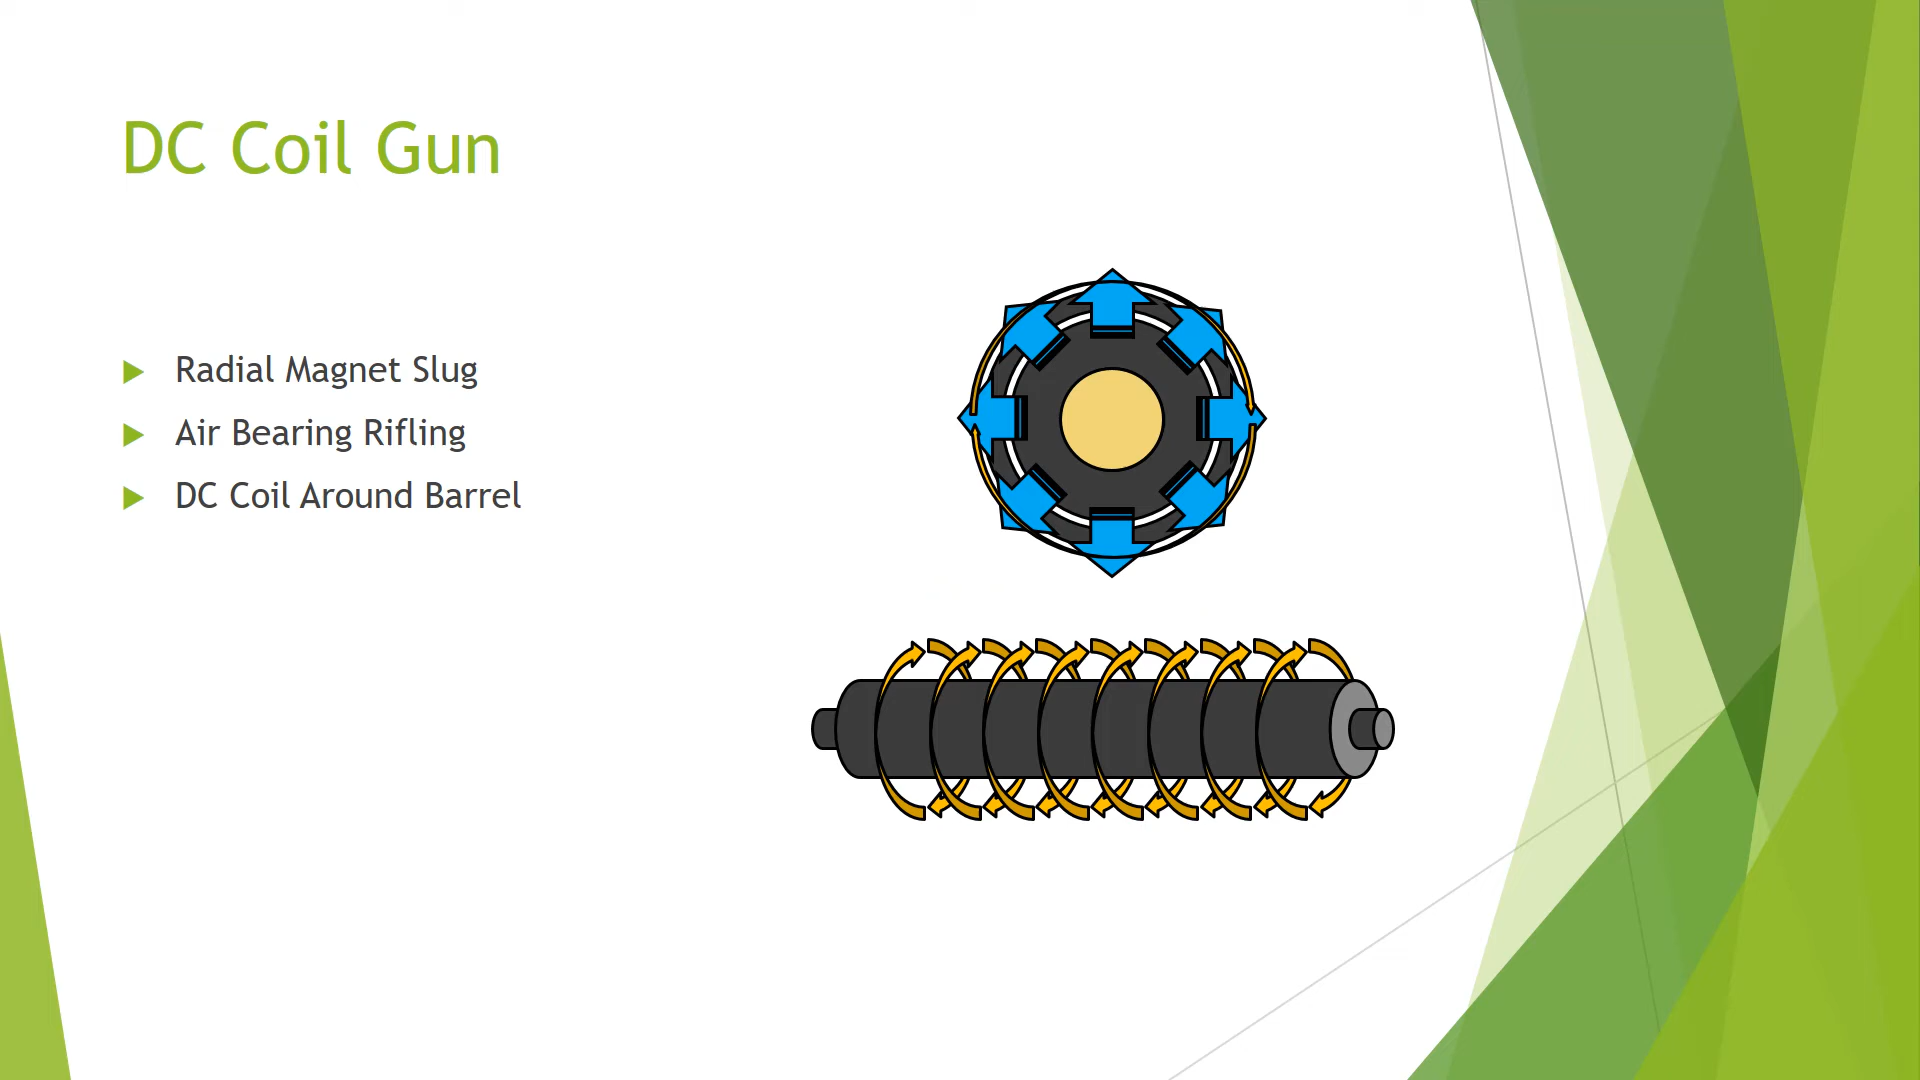 DC Coil Gun
Radial Magnet Slug
Air Bearing Rifling
DC Coil Around Barrel